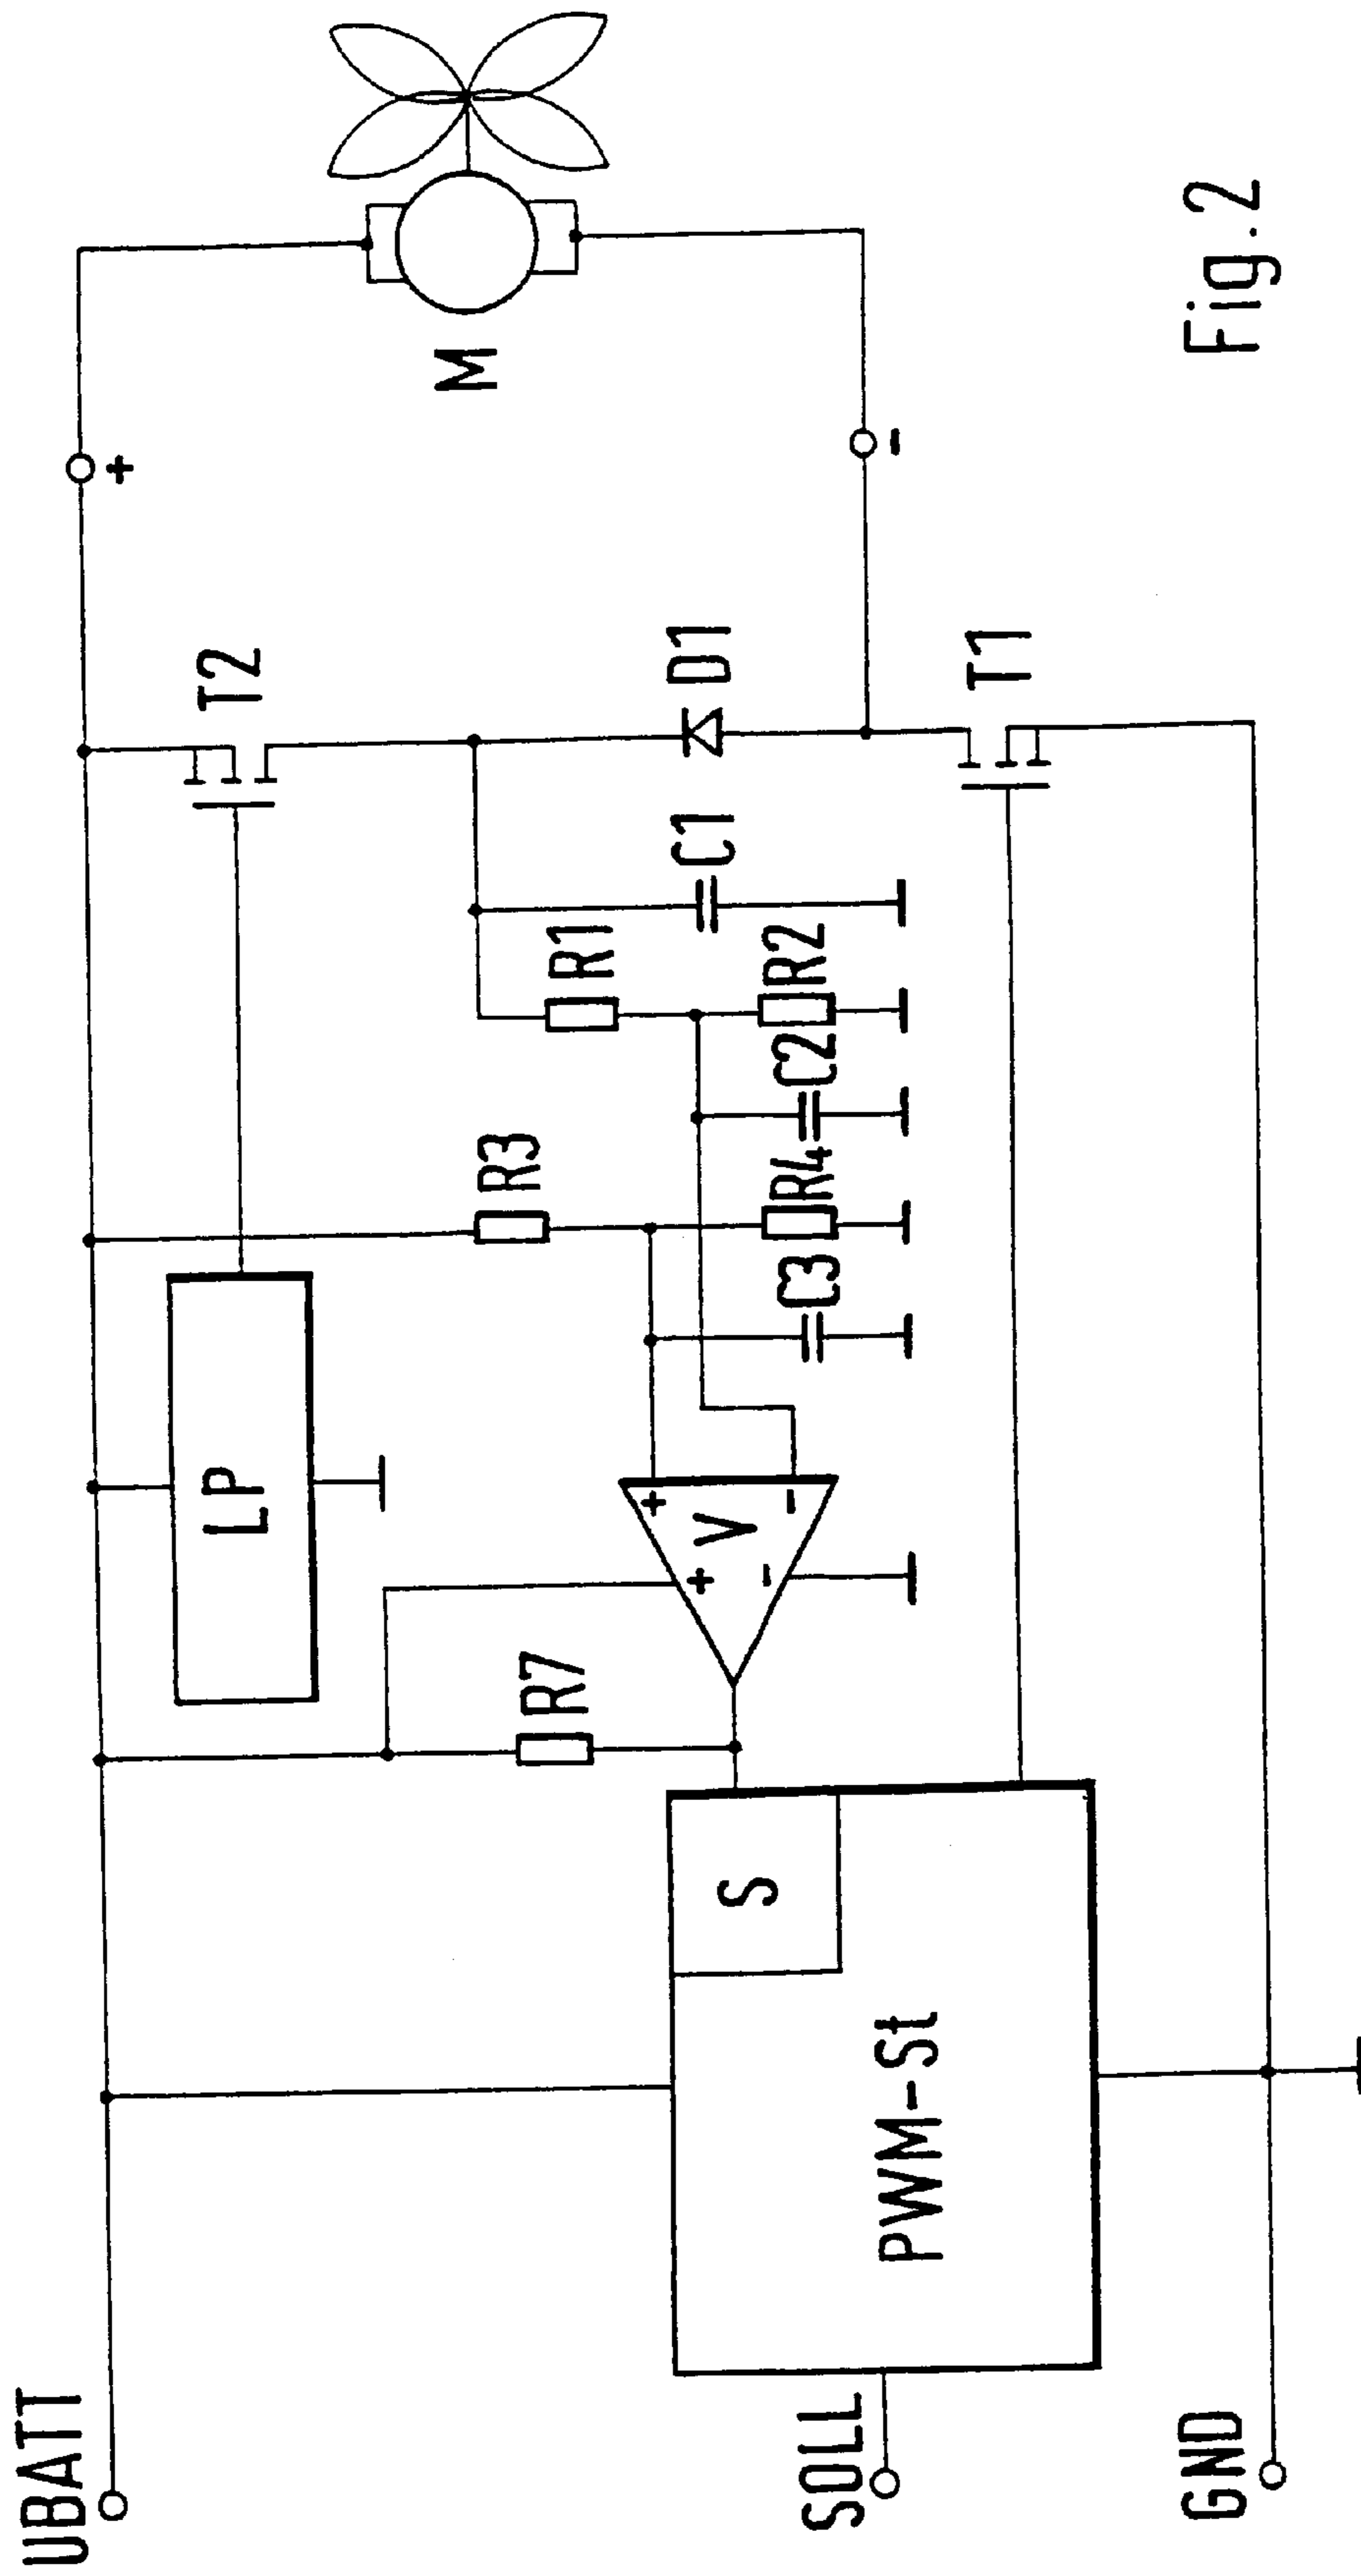 UBATT
+
T2
M
LP
R3
R1
C1
D1
-
R7
+
+
V
-
-
S
C3
R4
C2
R2
T1
PWM-St
SOLL
GND
Fig.2